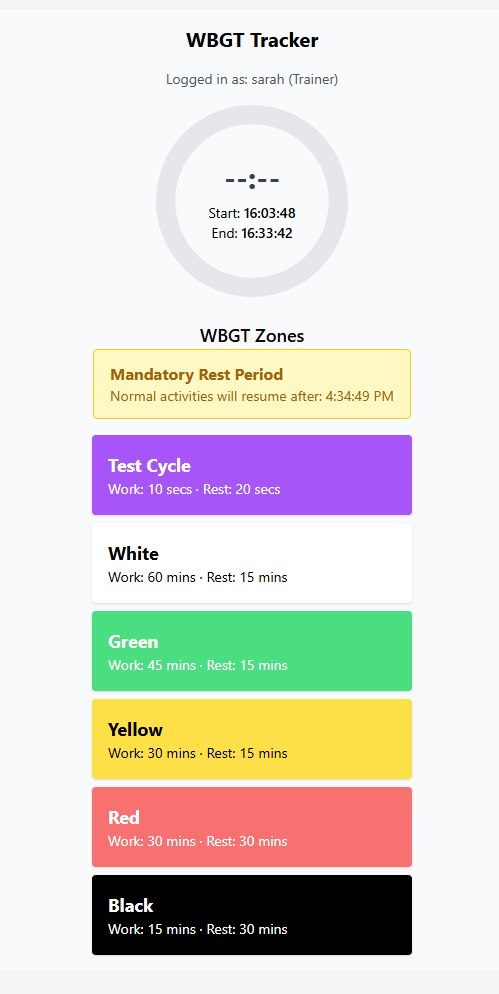 WBGT Tracker
Logged in as: sarah (Trainer)
--:--
Start: 16:03:48
End: 16:33:42
WBGT Zones
Mandatory Rest Period
Normal activities will resume after: 4:34:49 PM
Test Cycle
Work: 10 secs · Rest: 20 secs
White
Work: 60 mins · Rest: 15 mins
Green
Work: 45 mins · Rest: 15 mins
Yellow
Work: 30 mins · Rest: 15 mins
Red
Work: 30 mins · Rest: 30 mins
Black
Work: 15 mins · Rest: 30 mins